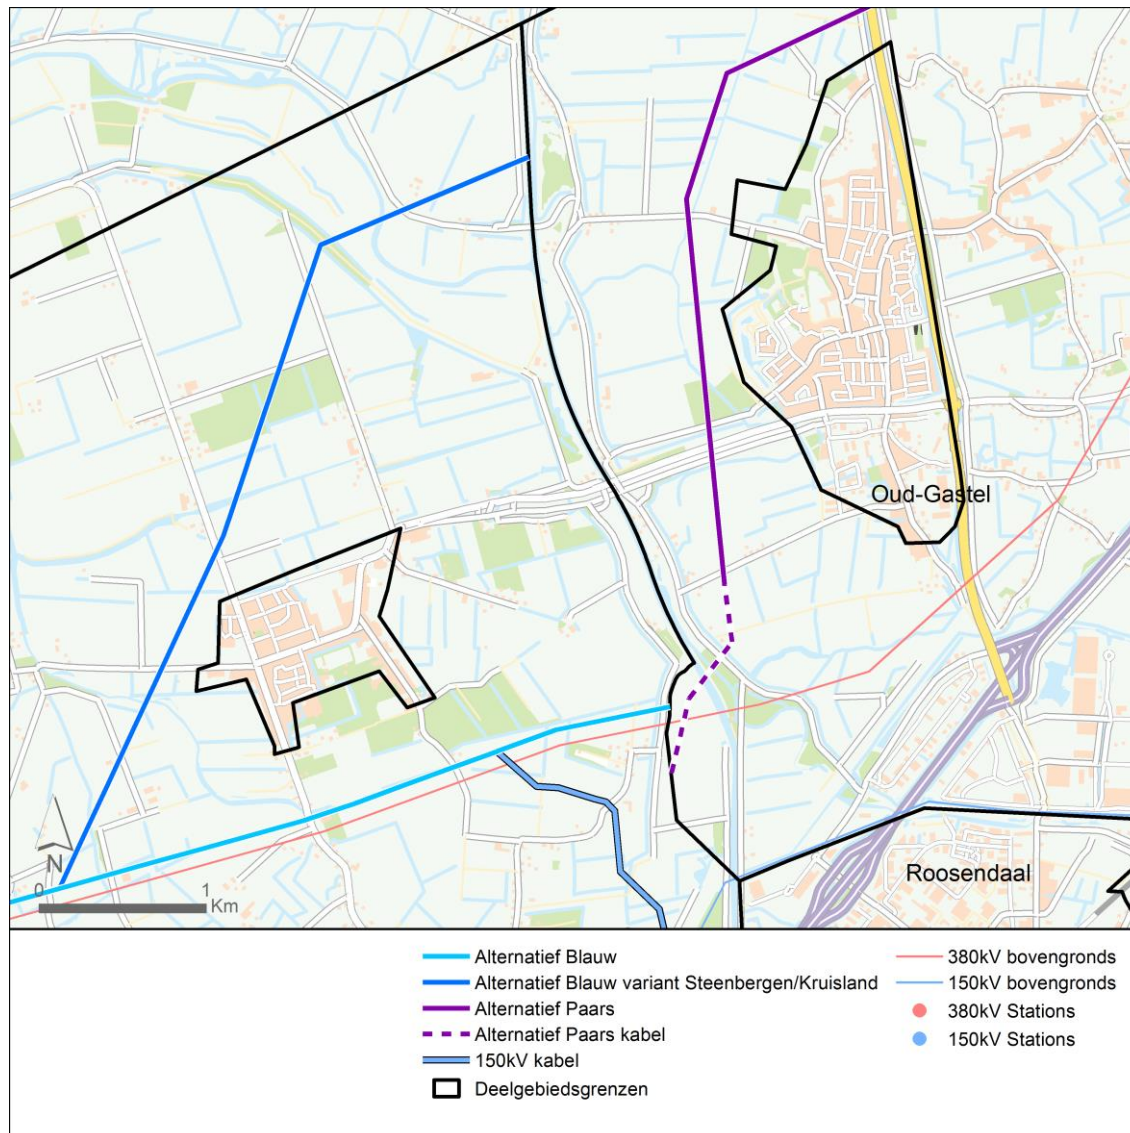 Oud-Gastel
Roosendaal
N
0 1
Km
Alternatief Blauw
Alternatief Blauw variant Steenbergen/Kruisland
Alternatief Paars
Alternatief Paars kabel
150kV kabel
Deelgebiedsgrenzen
380kV bovengronds
150kV bovengronds
380kV Stations
150kV Stations